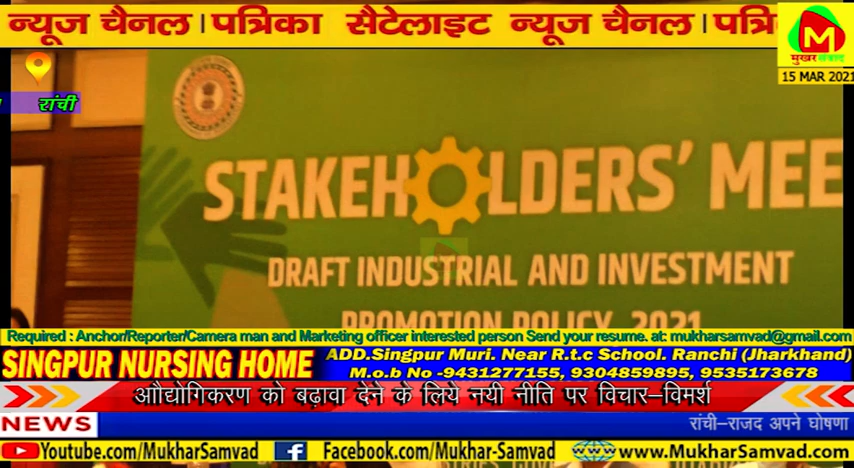 न्यूज चैनल । पत्रिका सैटेलाइट न्यूज चैनल । पत्रि
M
मुखर संवाद
15 MAR 2021
रांची
STAKEHOLDERS' MEE
DRAFT INDUSTRIAL AND INVESTMENT
PROMOTION POLICY, 2021
Required : Anchor/Reporter/Camera man and Marketing officer interested person Send your resume. at: mukharsamvad@gmail.com
SINGPUR NURSING HOME
ADD.Singpur Muri. Near R.t.c School. Ranchi (Jharkhand)
M.o.b No -9431277155, 9304859895, 9535173678
औद्योगिकरण को बढ़ावा देने के लिये नयी नीति पर विचार–विमर्श
NEWS
रांची–राजद अपने घोषणा
Youtube.com/MukharSamvad
Facebook.com/Mukhar-Samvad
www.MukharSamvad.com